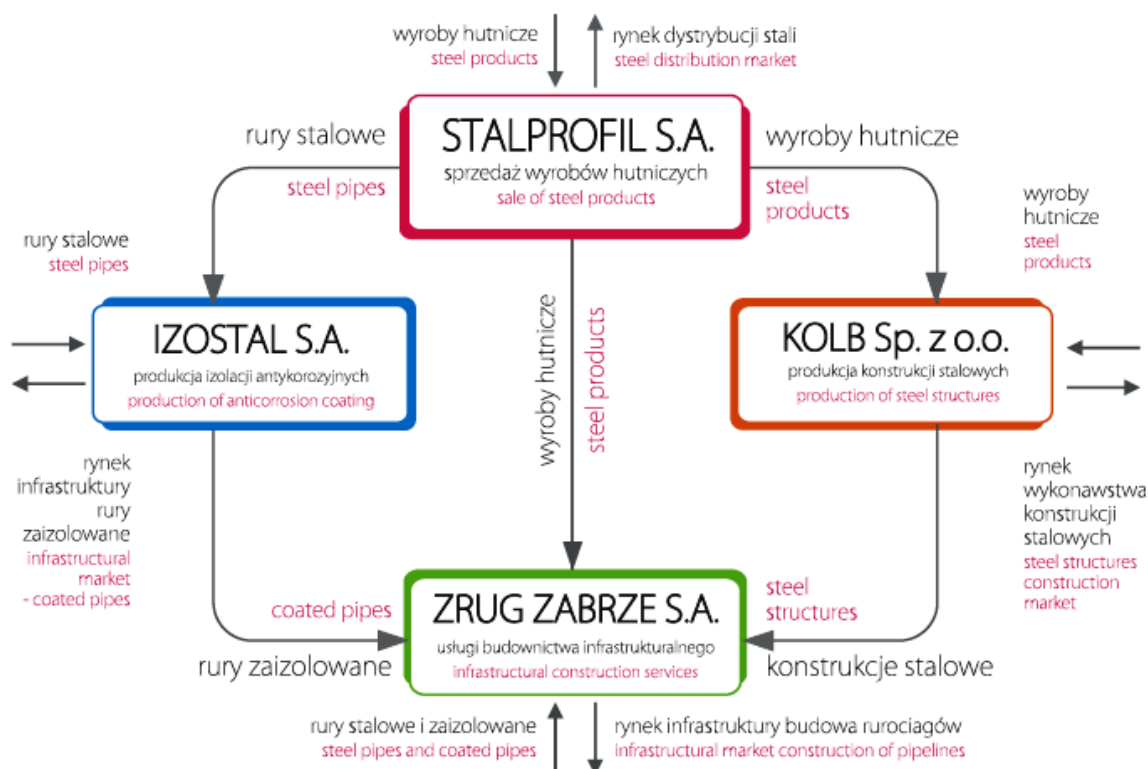 wyroby hutnicze
steel products
rynek dystrybucji stali
steel distribution market
STALPROFIL S.A.
sprzedaż wyrobów hutniczych
sale of steel products
rury stalowe
steel pipes
wyroby hutnicze
steel
products
rury stalowe
steel pipes
wyroby
hutnicze
steel
products
IZOSTAL S.A.
produkcja izolacji antykorozyjnych
production of anticorrosion coating
wyroby hutnicze
steel products
KOLB Sp. z o.o.
produkcja konstrukcji stalowych
production of steel structures
rynek
infrastruktury
rury
zaizolowane
infrastructural
market
- coated pipes
rynek
wykonawstwa
konstrukcji
stalowych
steel structures
construction
market
coated pipes
rury zaizolowane
ZRUG ZABRZE S.A.
usługi budownictwa infrastrukturalnego
infrastructural construction services
steel
structures
konstrukcje stalowe
rury stalowe i zaizolowane
steel pipes and coated pipes
rynek infrastruktury budowa rurociągów
infrastructural market construction of pipelines